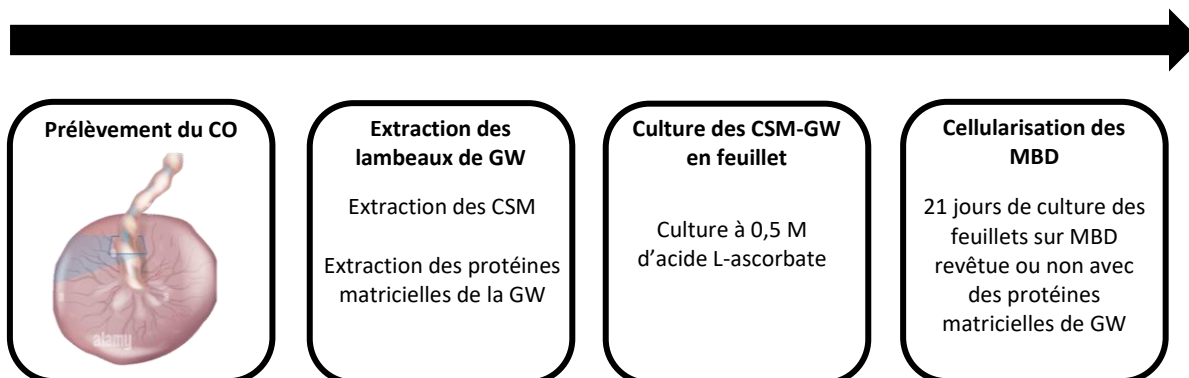 Prélèvement du CO
alamy
Extraction des
lambeaux de GW
Extraction des CSM
Extraction des protéines
matricielles de la GW
Culture des CSM-GW
en feuillet
Culture à 0,5 M
d'acide L-ascorbate
Cellularisation des
MBD
21 jours de culture des
feuillets sur MBD
revêtue ou non avec
des protéines
matricielles de GW